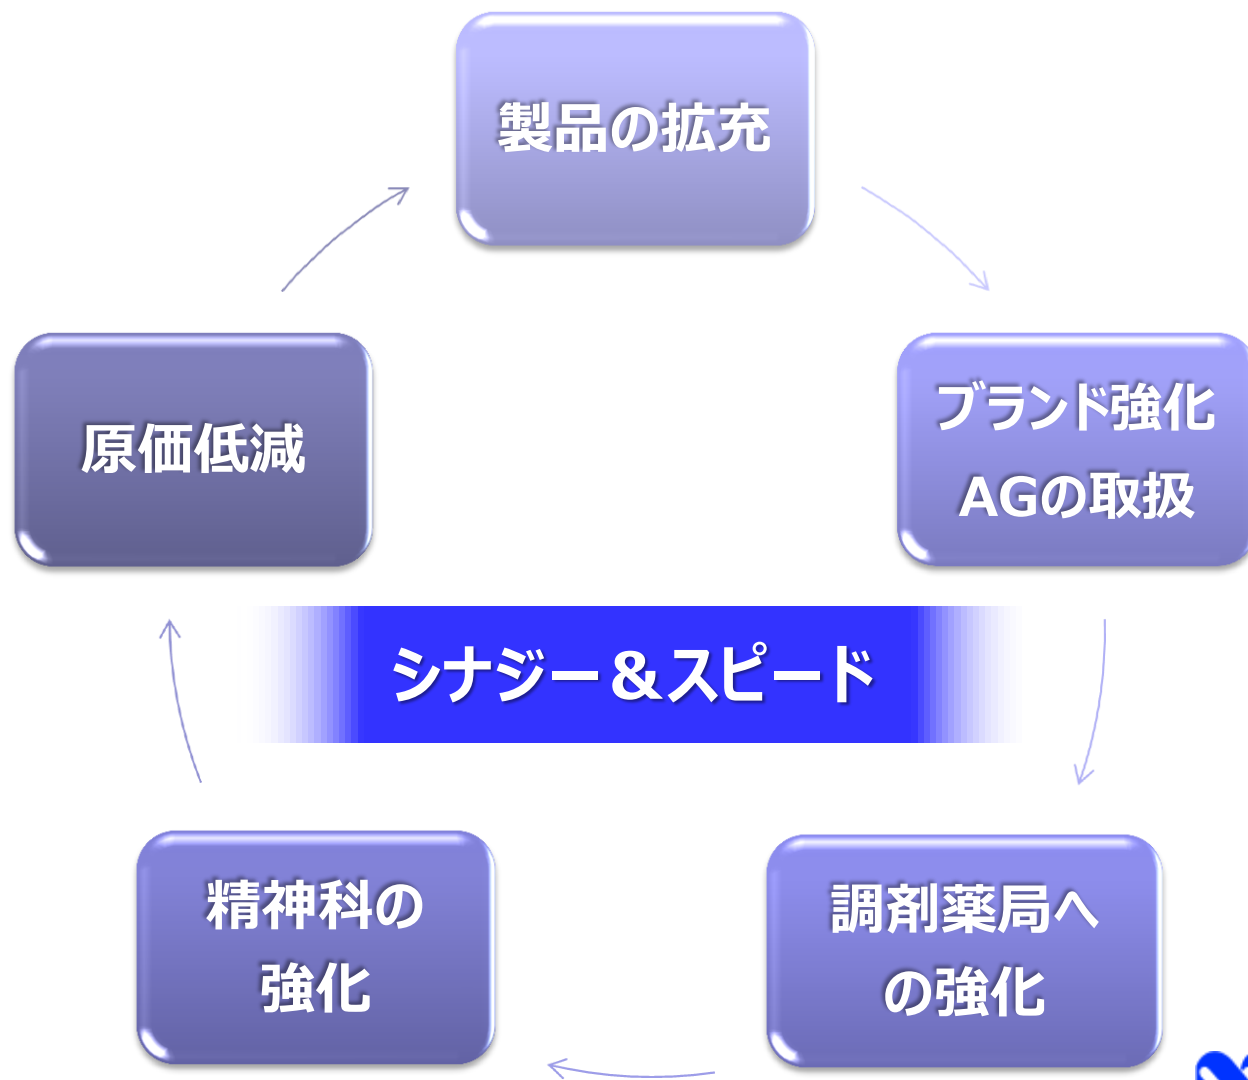 製品の拡充
ブランド強化
AGの取扱
原価低減
シナジー＆スピード
調剤薬局へ
の強化
精神科の
強化